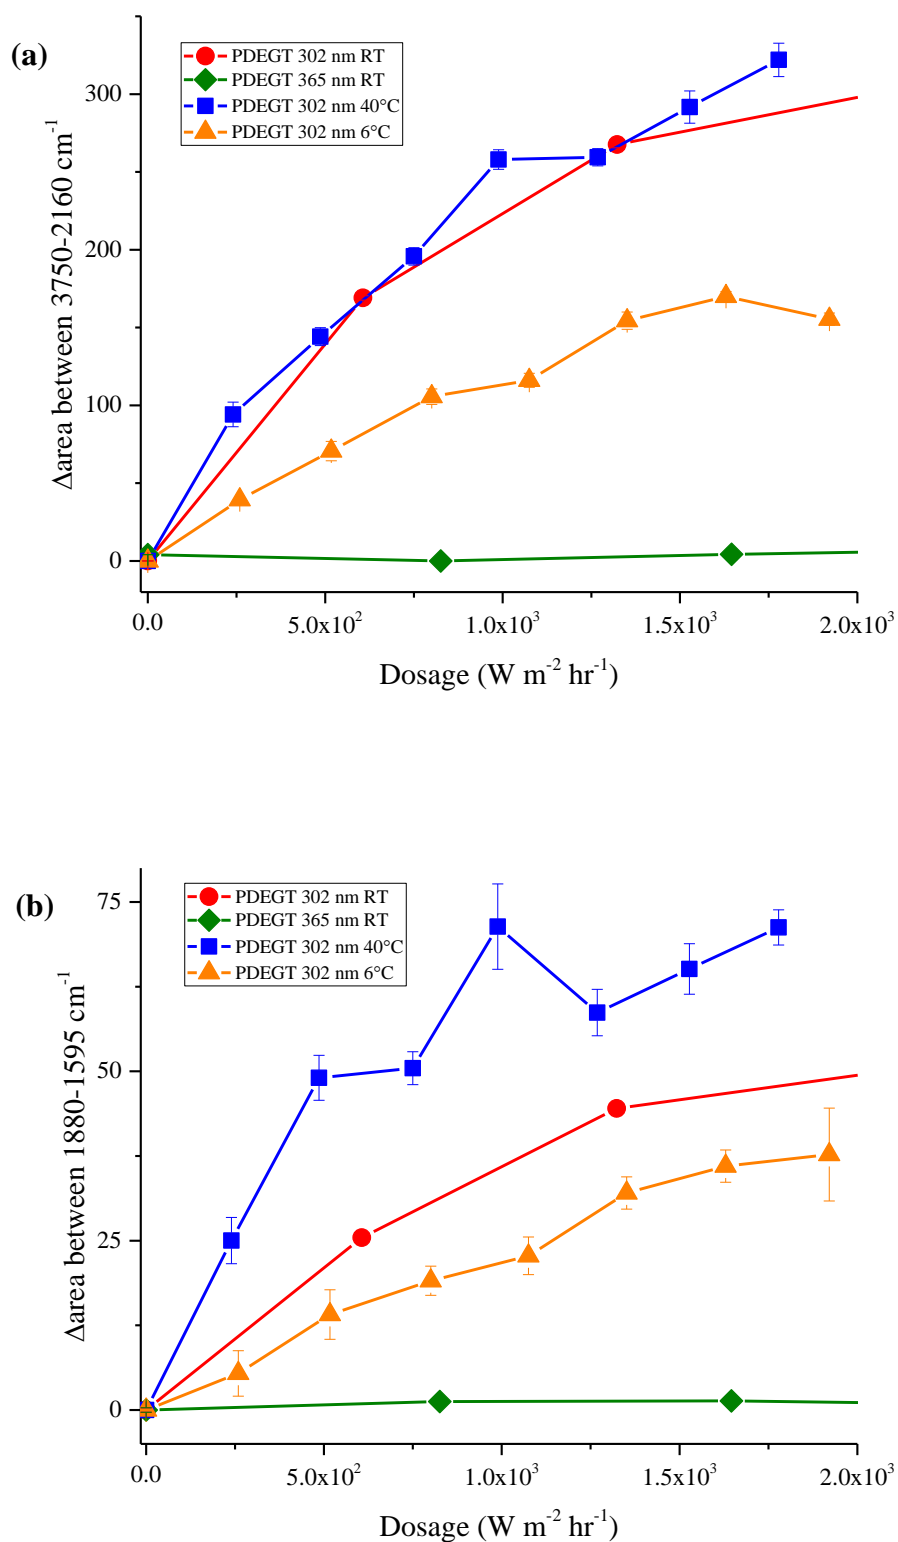 (a)
PDEGT 302 nm RT
PDEGT 365 nm RT
PDEGT 302 nm 40°C
PDEGT 302 nm 6°C
Δarea between 3750-2160 cm⁻¹
300
200
100
0
0.0 5.0x10² 1.0x10³ 1.5x10³ 2.0x10³
Dosage (W m⁻² hr⁻¹)
(b)
PDEGT 302 nm RT
PDEGT 365 nm RT
PDEGT 302 nm 40°C
PDEGT 302 nm 6°C
Δarea between 1880-1595 cm⁻¹
75
50
25
0
0.0 5.0x10² 1.0x10³ 1.5x10³ 2.0x10³
Dosage (W m⁻² hr⁻¹)